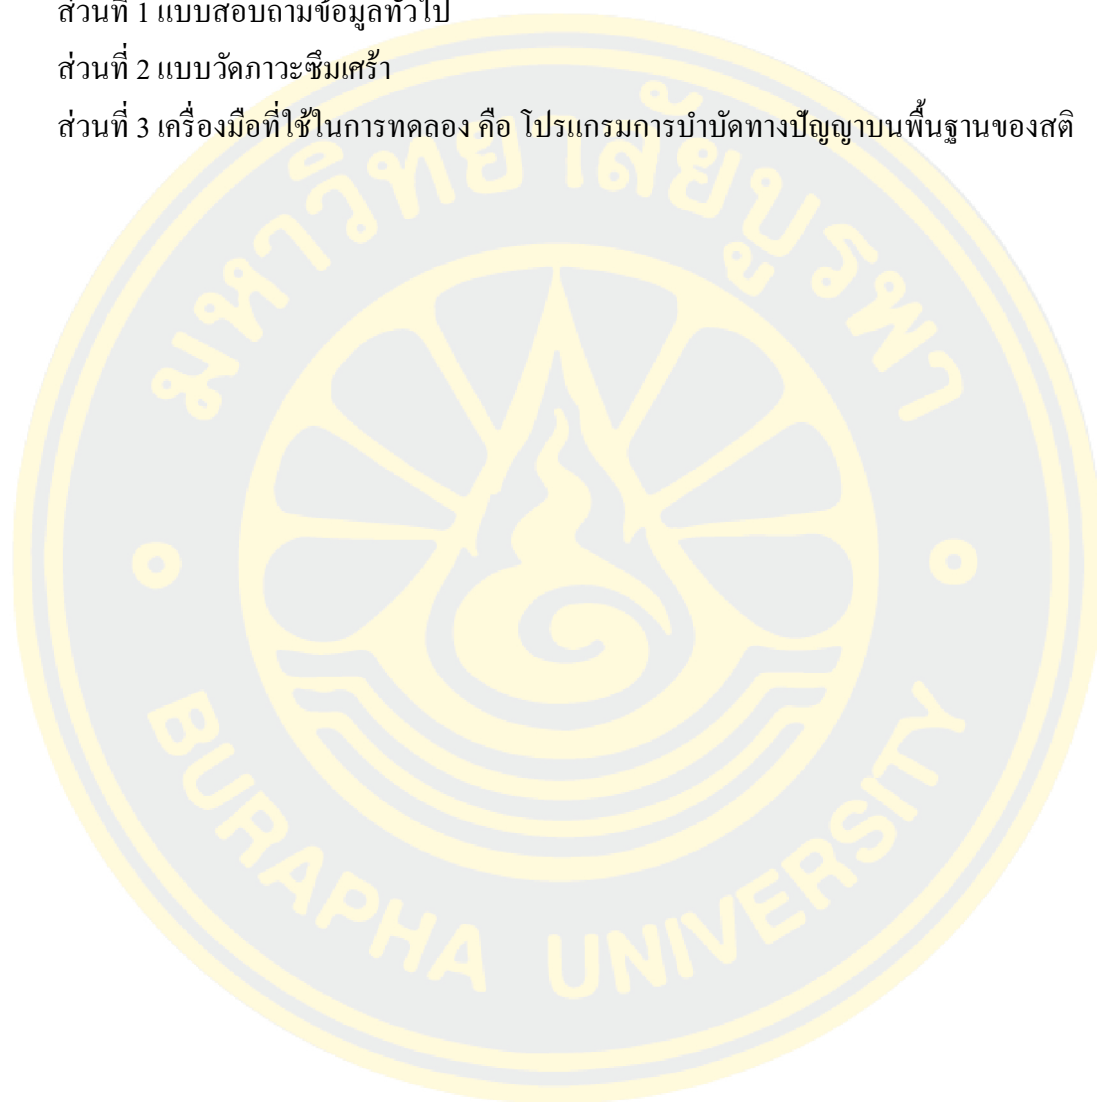 ส่วนที่ 1 แบบสอบถามข้อมูลทั่วไป
ส่วนที่ 2 แบบวัดภาวะซึมเศร้า
ส่วนที่ 3 เครื่องมือที่ใช้ในการทดลอง คือ โปรแกรมการบำบัดทางปัญญาบนพื้นฐานของสติ
มหาวิทยาลัยบูรพา
BURAPHA UNIVERSITY